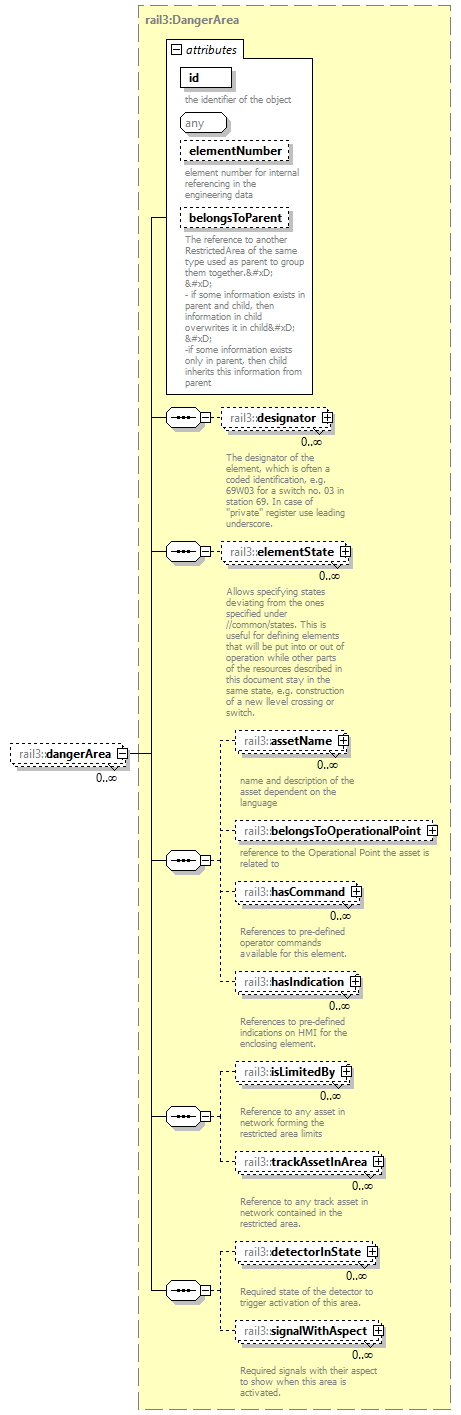 rail3:DangerArea
attributes
id
the identifier of the object
any
elementNumber
element number for internal
referencing in the
engineering data
belongsToParent
The reference to another
RestrictedArea of the same
type used as parent to group
them together.&#xD;
&#xD;
- if some information exists in
parent and child, then
information in child
overwrites it in child&#xD;
&#xD;
-if some information exists
only in parent, then child
inherits this information from
parent
rail3::designator
0..∞
The designator of the
element, which is often a
coded identification, e.g.
69W03 for a switch no. 03 in
station 69. In case of
"private" register use leading
underscore.
rail3::elementState
0..∞
Allows specifying states
deviating from the ones
specified under
//common/states. This is
useful for defining elements
that will be put into or out of
operation while other parts
of the resources described in
this document stay in the
same state, e.g. construction
of a new llevel crossing or
switch.
rail3::dangerArea
0..∞
rail3::assetName
0..∞
name and description of the
asset dependent on the
language
rail3::belongsToOperationalPoint
reference to the Operational Point the asset is
related to
rail3::hasCommand
0..∞
References to pre-defined
operator commands
available for this element.
rail3::hasIndication
0..∞
References to pre-defined
indications on HMI for the
enclosing element.
rail3::isLimitedBy
0..∞
Reference to any asset in
network forming the
restricted area limits
rail3::trackAssetInArea
0..∞
Reference to any track asset in
network contained in the
restricted area.
rail3::detectorInState
0..∞
Required state of the detector to
trigger activation of this area.
rail3::signalWithAspect
0..∞
Required signals with their aspect
to show when this area is
activated.